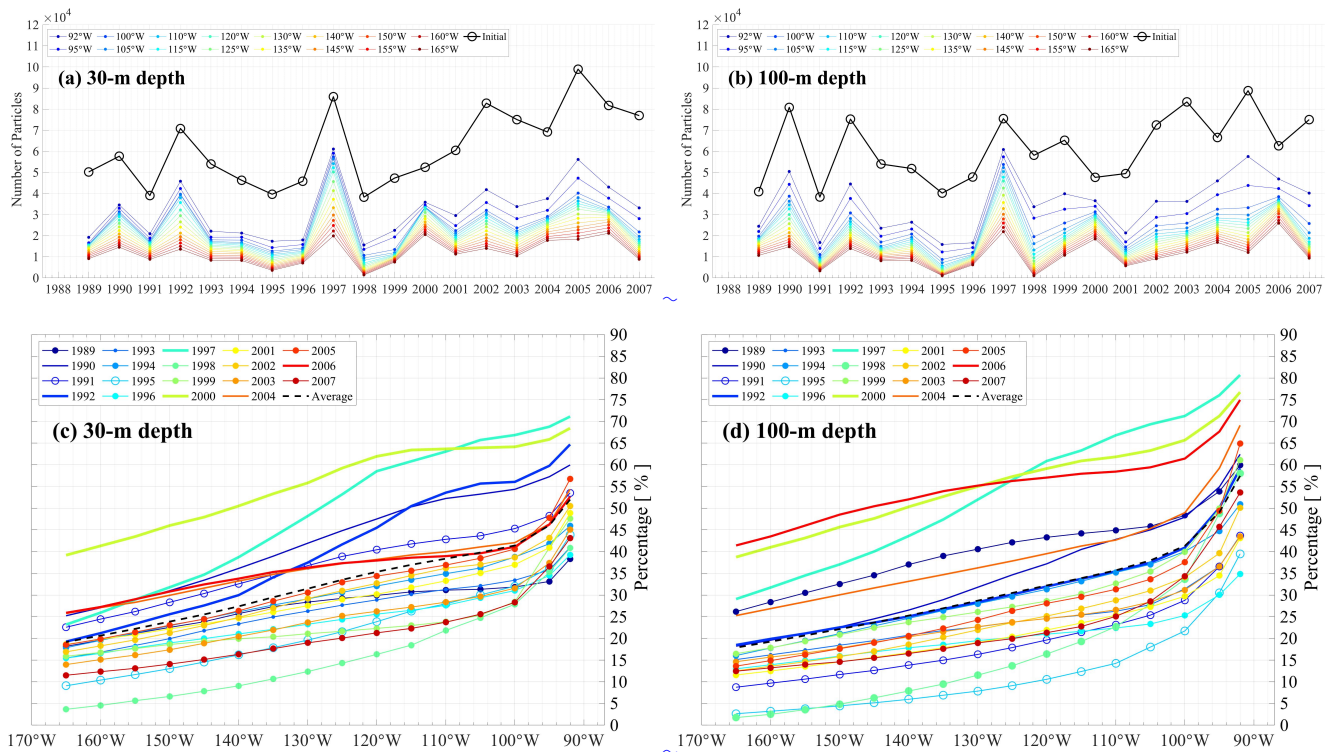 ×10⁴
12
11
10
9
8
7
6
5
4
3
2
1
0
Number of Particles
92°W 100°W 110°W 120°W 130°W 140°W 150°W 160°W Initial
95°W 105°W 115°W 125°W 135°W 145°W 155°W 165°W
(a) 30-m depth
1988 1989 1990 1991 1992 1993 1994 1995 1996 1997 1998 1999 2000 2001 2002 2003 2004 2005 2006 2007
×10⁴
12
11
10
9
8
7
6
5
4
3
2
1
0
Number of Particles
92°W 100°W 110°W 120°W 130°W 140°W 150°W 160°W Initial
95°W 105°W 115°W 125°W 135°W 145°W 155°W 165°W
(b) 100-m depth
1988 1989 1990 1991 1992 1993 1994 1995 1996 1997 1998 1999 2000 2001 2002 2003 2004 2005 2006 2007
1989 1993 1997 2001 2005
1990 1994 1998 2002 2006
1991 1995 1999 2003 2007
1992 1996 2000 2004 Average
(c) 30-m depth
90
85
80
75
70
65
60
55
50
45
40
35
30
25
20
15
10
5
0
Percentage [ % ]
170°W 160°W 150°W 140°W 130°W 120°W 110°W 100°W 90°W
1989 1993 1997 2001 2005
1990 1994 1998 2002 2006
1991 1995 1999 2003 2007
1992 1996 2000 2004 Average
(d) 100-m depth
90
85
80
75
70
65
60
55
50
45
40
35
30
25
20
15
10
5
0
Percentage [ % ]
170°W 160°W 150°W 140°W 130°W 120°W 110°W 100°W 90°W